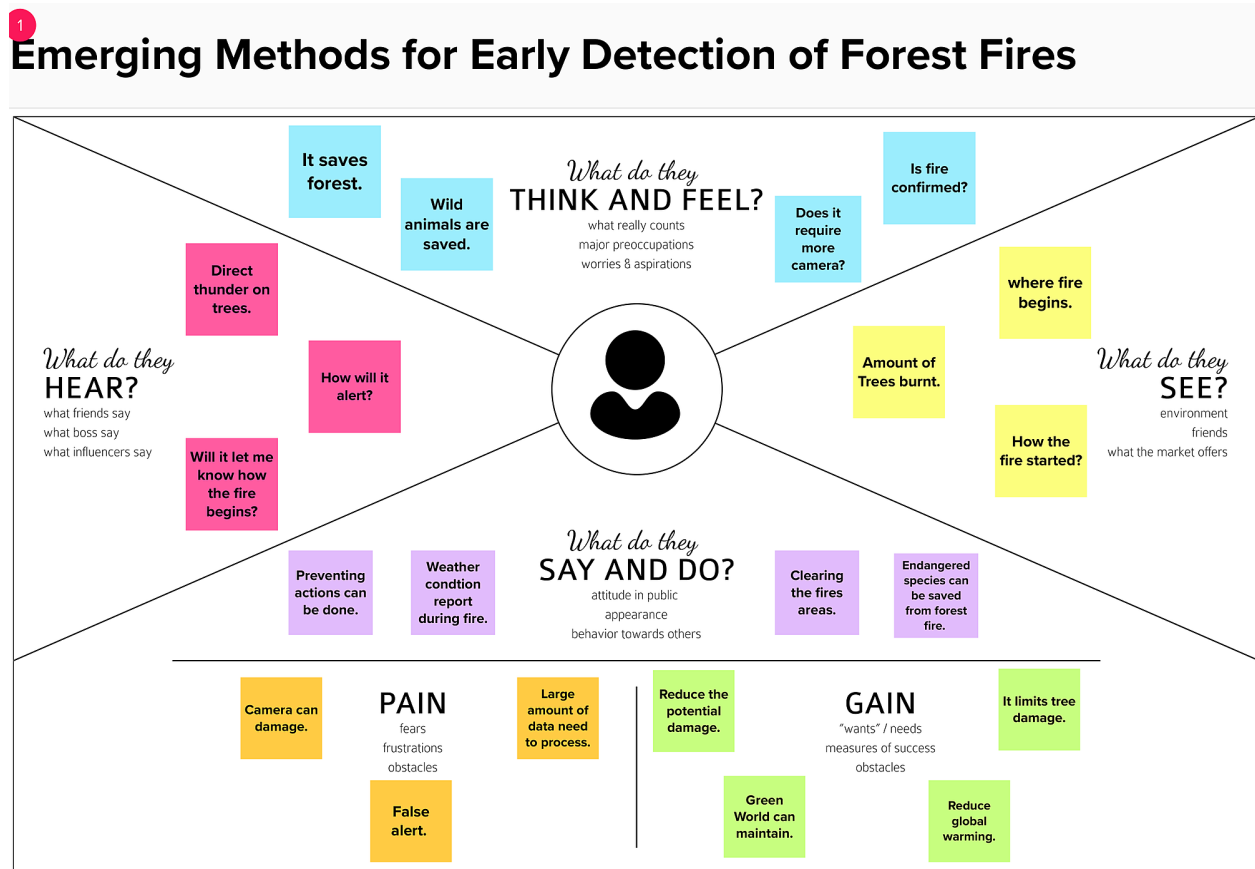 1
Emerging Methods for Early Detection of Forest Fires
It saves
forest.
Wild
animals are
saved.
What do they
THINK AND FEEL?
what really counts
major preoccupations
worries & aspirations
Does it
require
more
camera?
Is fire
confirmed?
Direct
thunder on
trees.
How will it
alert?
Will it let me
know how
the fire
begins?
What do they
HEAR?
what friends say
what boss say
what influencers say
where fire
begins.
Amount of
Trees burnt.
How the
fire started?
What do they
SEE?
environment
friends
what the market offers
Preventing
actions can
be done.
Weather
condtion
report
during fire.
What do they
SAY AND DO?
attitude in public
appearance
behavior towards others
Clearing
the fires
areas.
Endangered
species can
be saved
from forest
fire.
Camera can
damage.
PAIN
fears
frustrations
obstacles
Large
amount of
data need
to process.
False
alert.
Reduce the
potential
damage.
GAIN
"wants" / needs
measures of success
obstacles
It limits tree
damage.
Green
World can
maintain.
Reduce
global
warming.